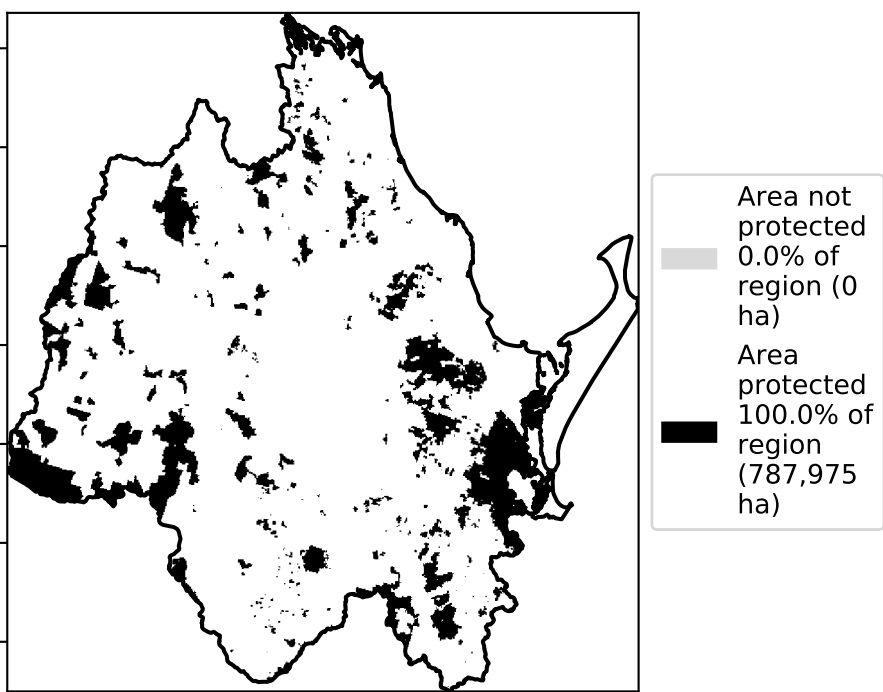 Area not
protected
0.0% of
region (0
ha)
Area
protected
100.0% of
region
(787,975
ha)